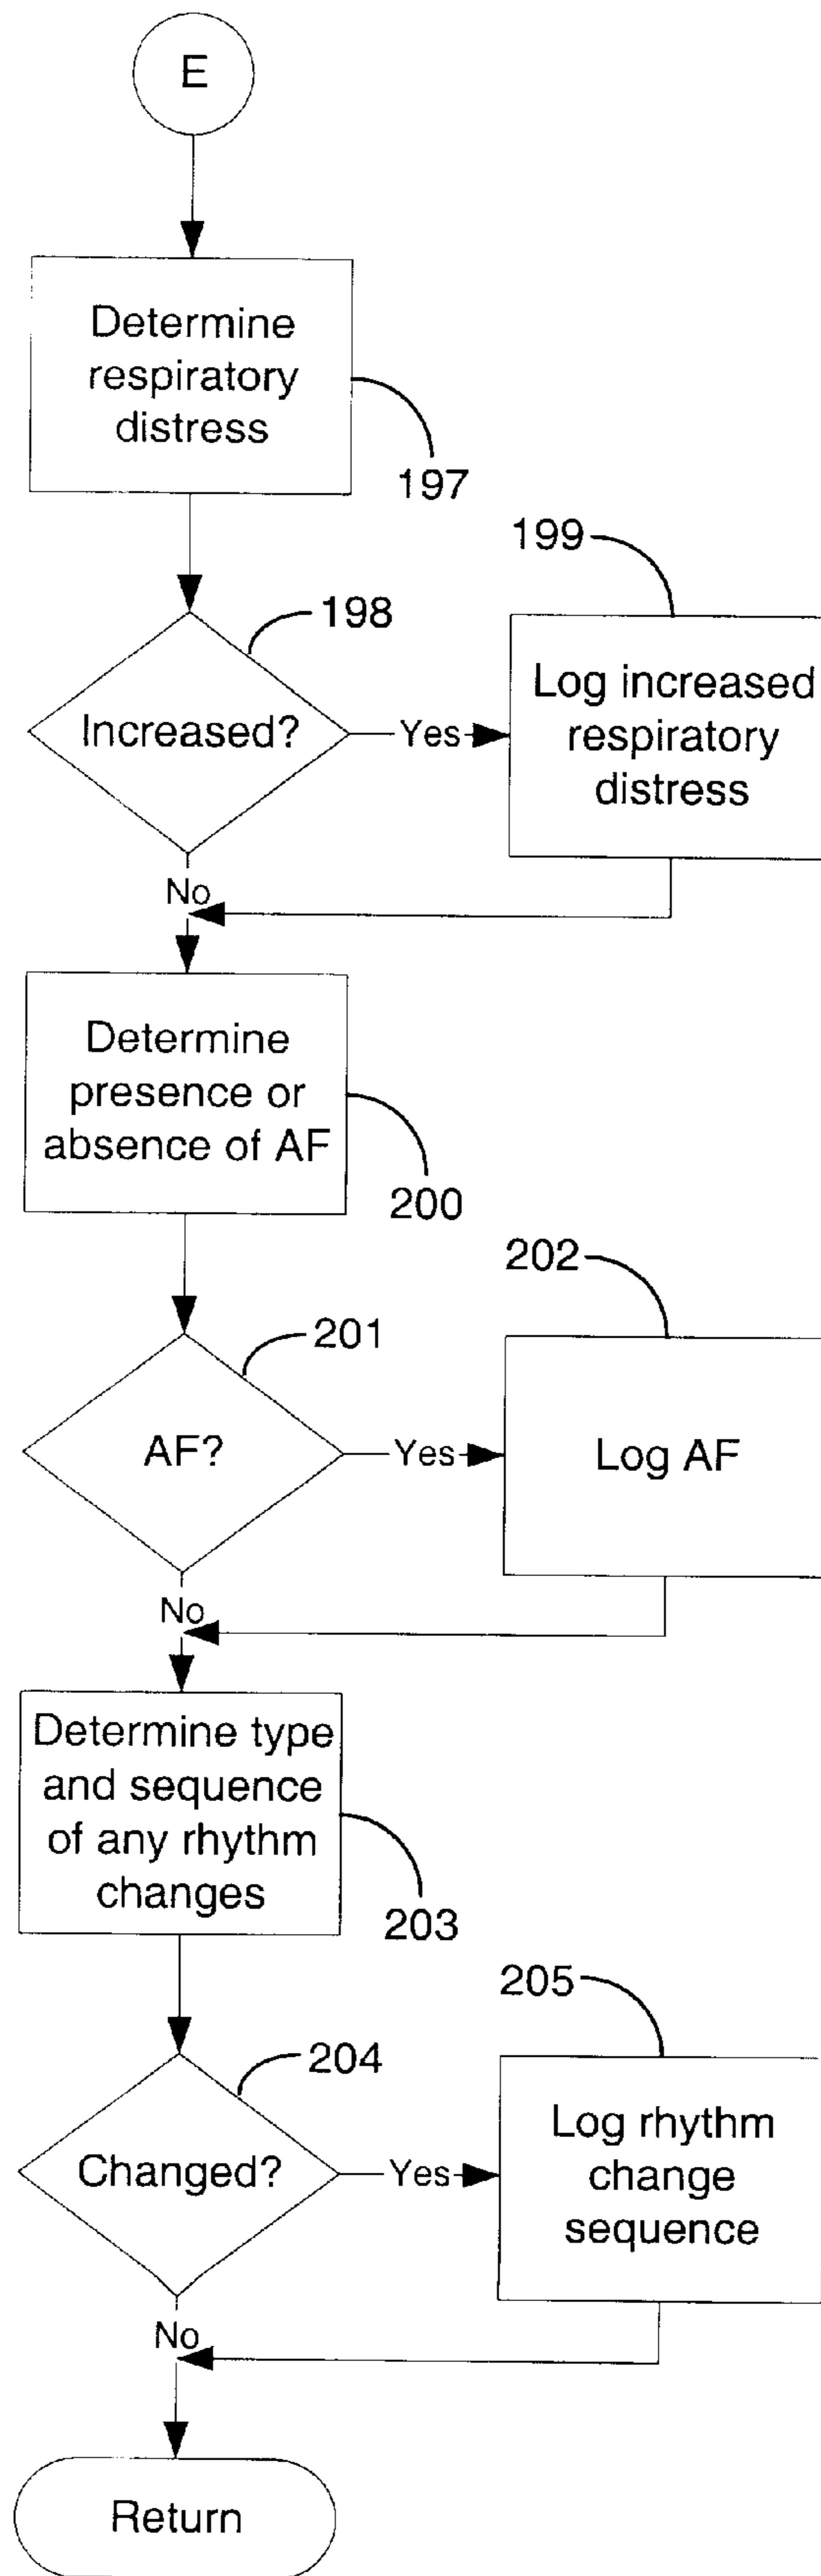 E
Determine
respiratory
distress
197
199
198
Increased?
Yes
Log increased
respiratory
distress
No
Determine
presence or
absence of AF
200
202
201
AF?
Yes
Log AF
No
Determine type
and sequence
of any rhythm
changes
203
205
204
Changed?
Yes
Log rhythm
change
sequence
No
Return